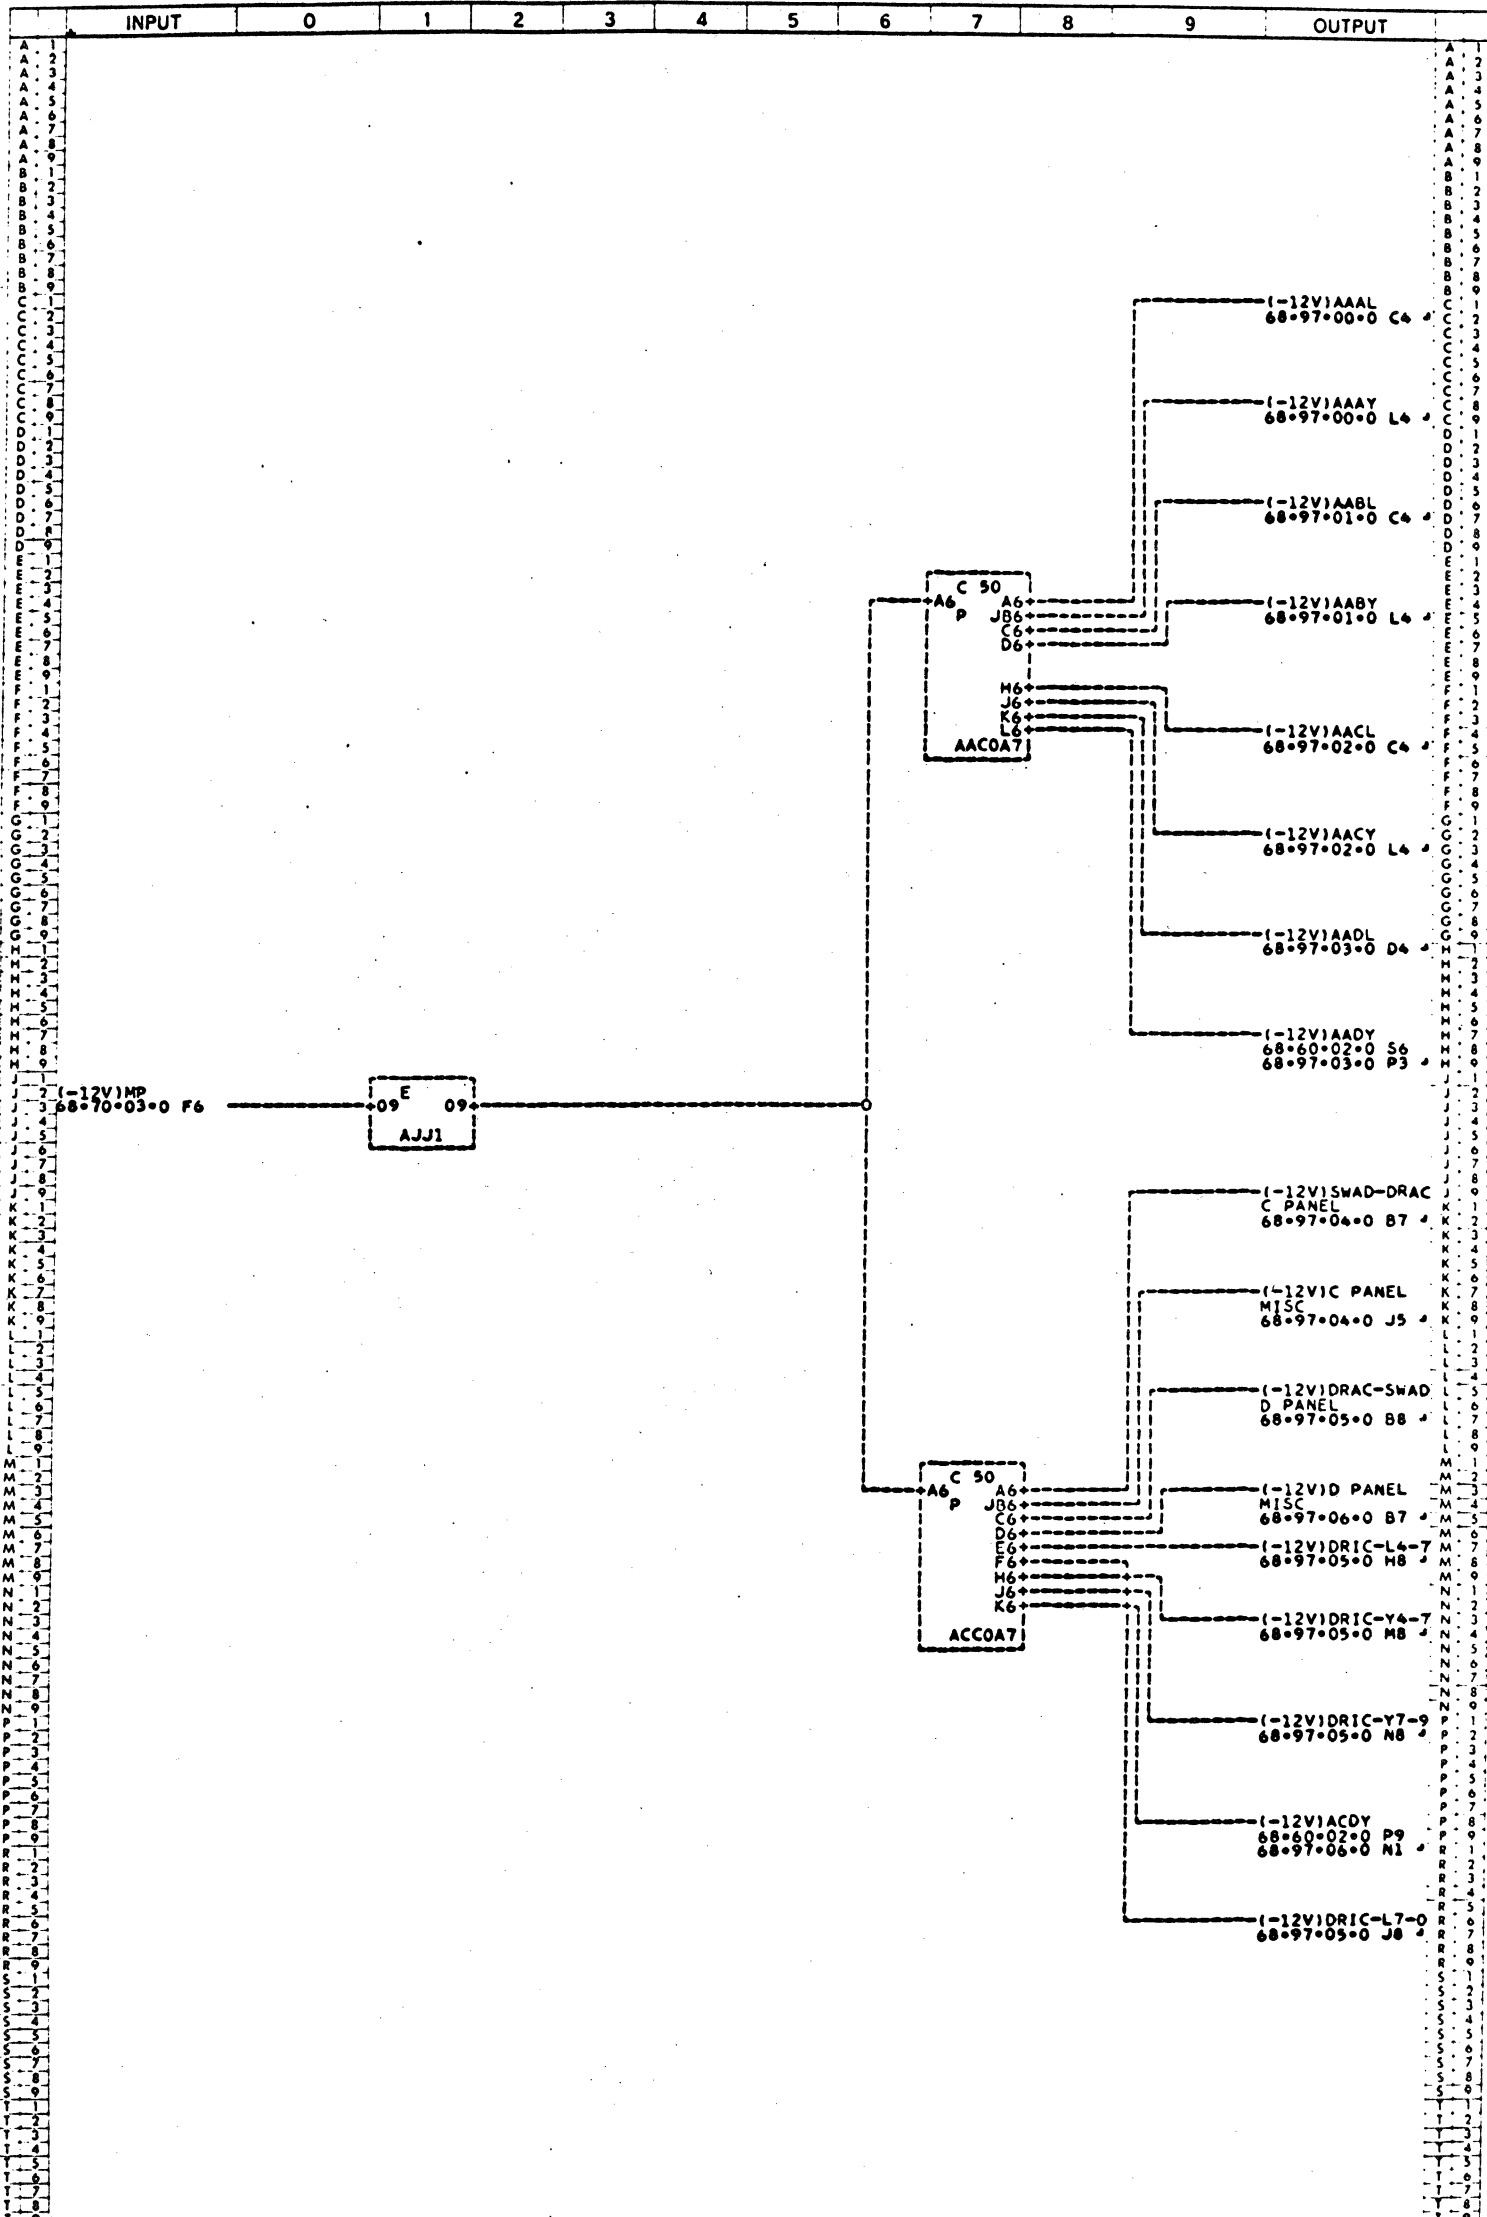 INPUT 0 1 2 3 4 5 6 7 8 9 OUTPUT
(-12V)AAAL
68•97•00•0 C4
(-12V)AAAY
68•97•00•0 L4
(-12V)AABL
68•97•01•0 C4
C 50
A6 A6
P JB6
C6
D6
H6
J6
K6
L6
AAC0A7
(-12V)AABY
68•97•01•0 L4
(-12V)AACL
68•97•02•0 C4
(-12V)AACY
68•97•02•0 L4
(-12V)AADL
68•97•03•0 D4
(-12V)AADY
68•60•02•0 S6
68•97•03•0 P3
(-12V)MP
68•70•03•0 F6
E
09 09
AJJ1
(-12V)SWAD-DRAC
C PANEL
68•97•04•0 B7
(-12V)C PANEL
MISC
68•97•04•0 J5
(-12V)DRAC-SWAD
D PANEL
68•97•05•0 B8
C 50
A6 A6
P JB6
C6
D6
E6
F6
H6
J6
K6
ACC0A7
(-12V)D PANEL
MISC
68•97•06•0 B7
(-12V)DRIC-L4-7
68•97•05•0 H8
(-12V)DRIC-Y4-7
68•97•05•0 M8
(-12V)DRIC-Y7-9
68•97•05•0 N8
(-12V)ACDY
68•60•02•0 P9
68•97•06•0 N1
(-12V)DRIC-L7-0
68•97•05•0 J8